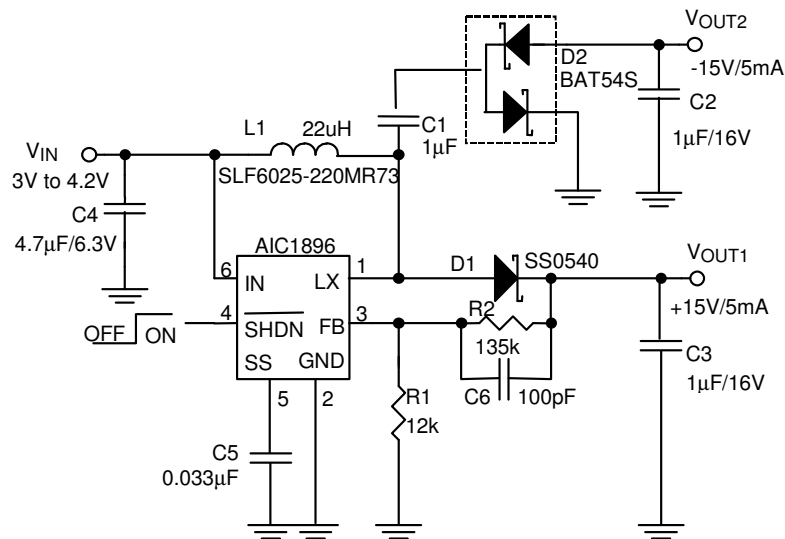 VOUT2
-15V/5mA
D2
BAT54S
C2
1µF/16V
C1
1µF
L1 22uH
SLF6025-220MR73
VIN
3V to 4.2V
C4
4.7µF/6.3V
AIC1896
6 IN LX 1
4 SHDN FB 3
SS GND
5 2
OFF ON
D1 SS0540
VOUT1
+15V/5mA
R2
135k
C6 100pF
C3
1µF/16V
R1
12k
C5
0.033µF